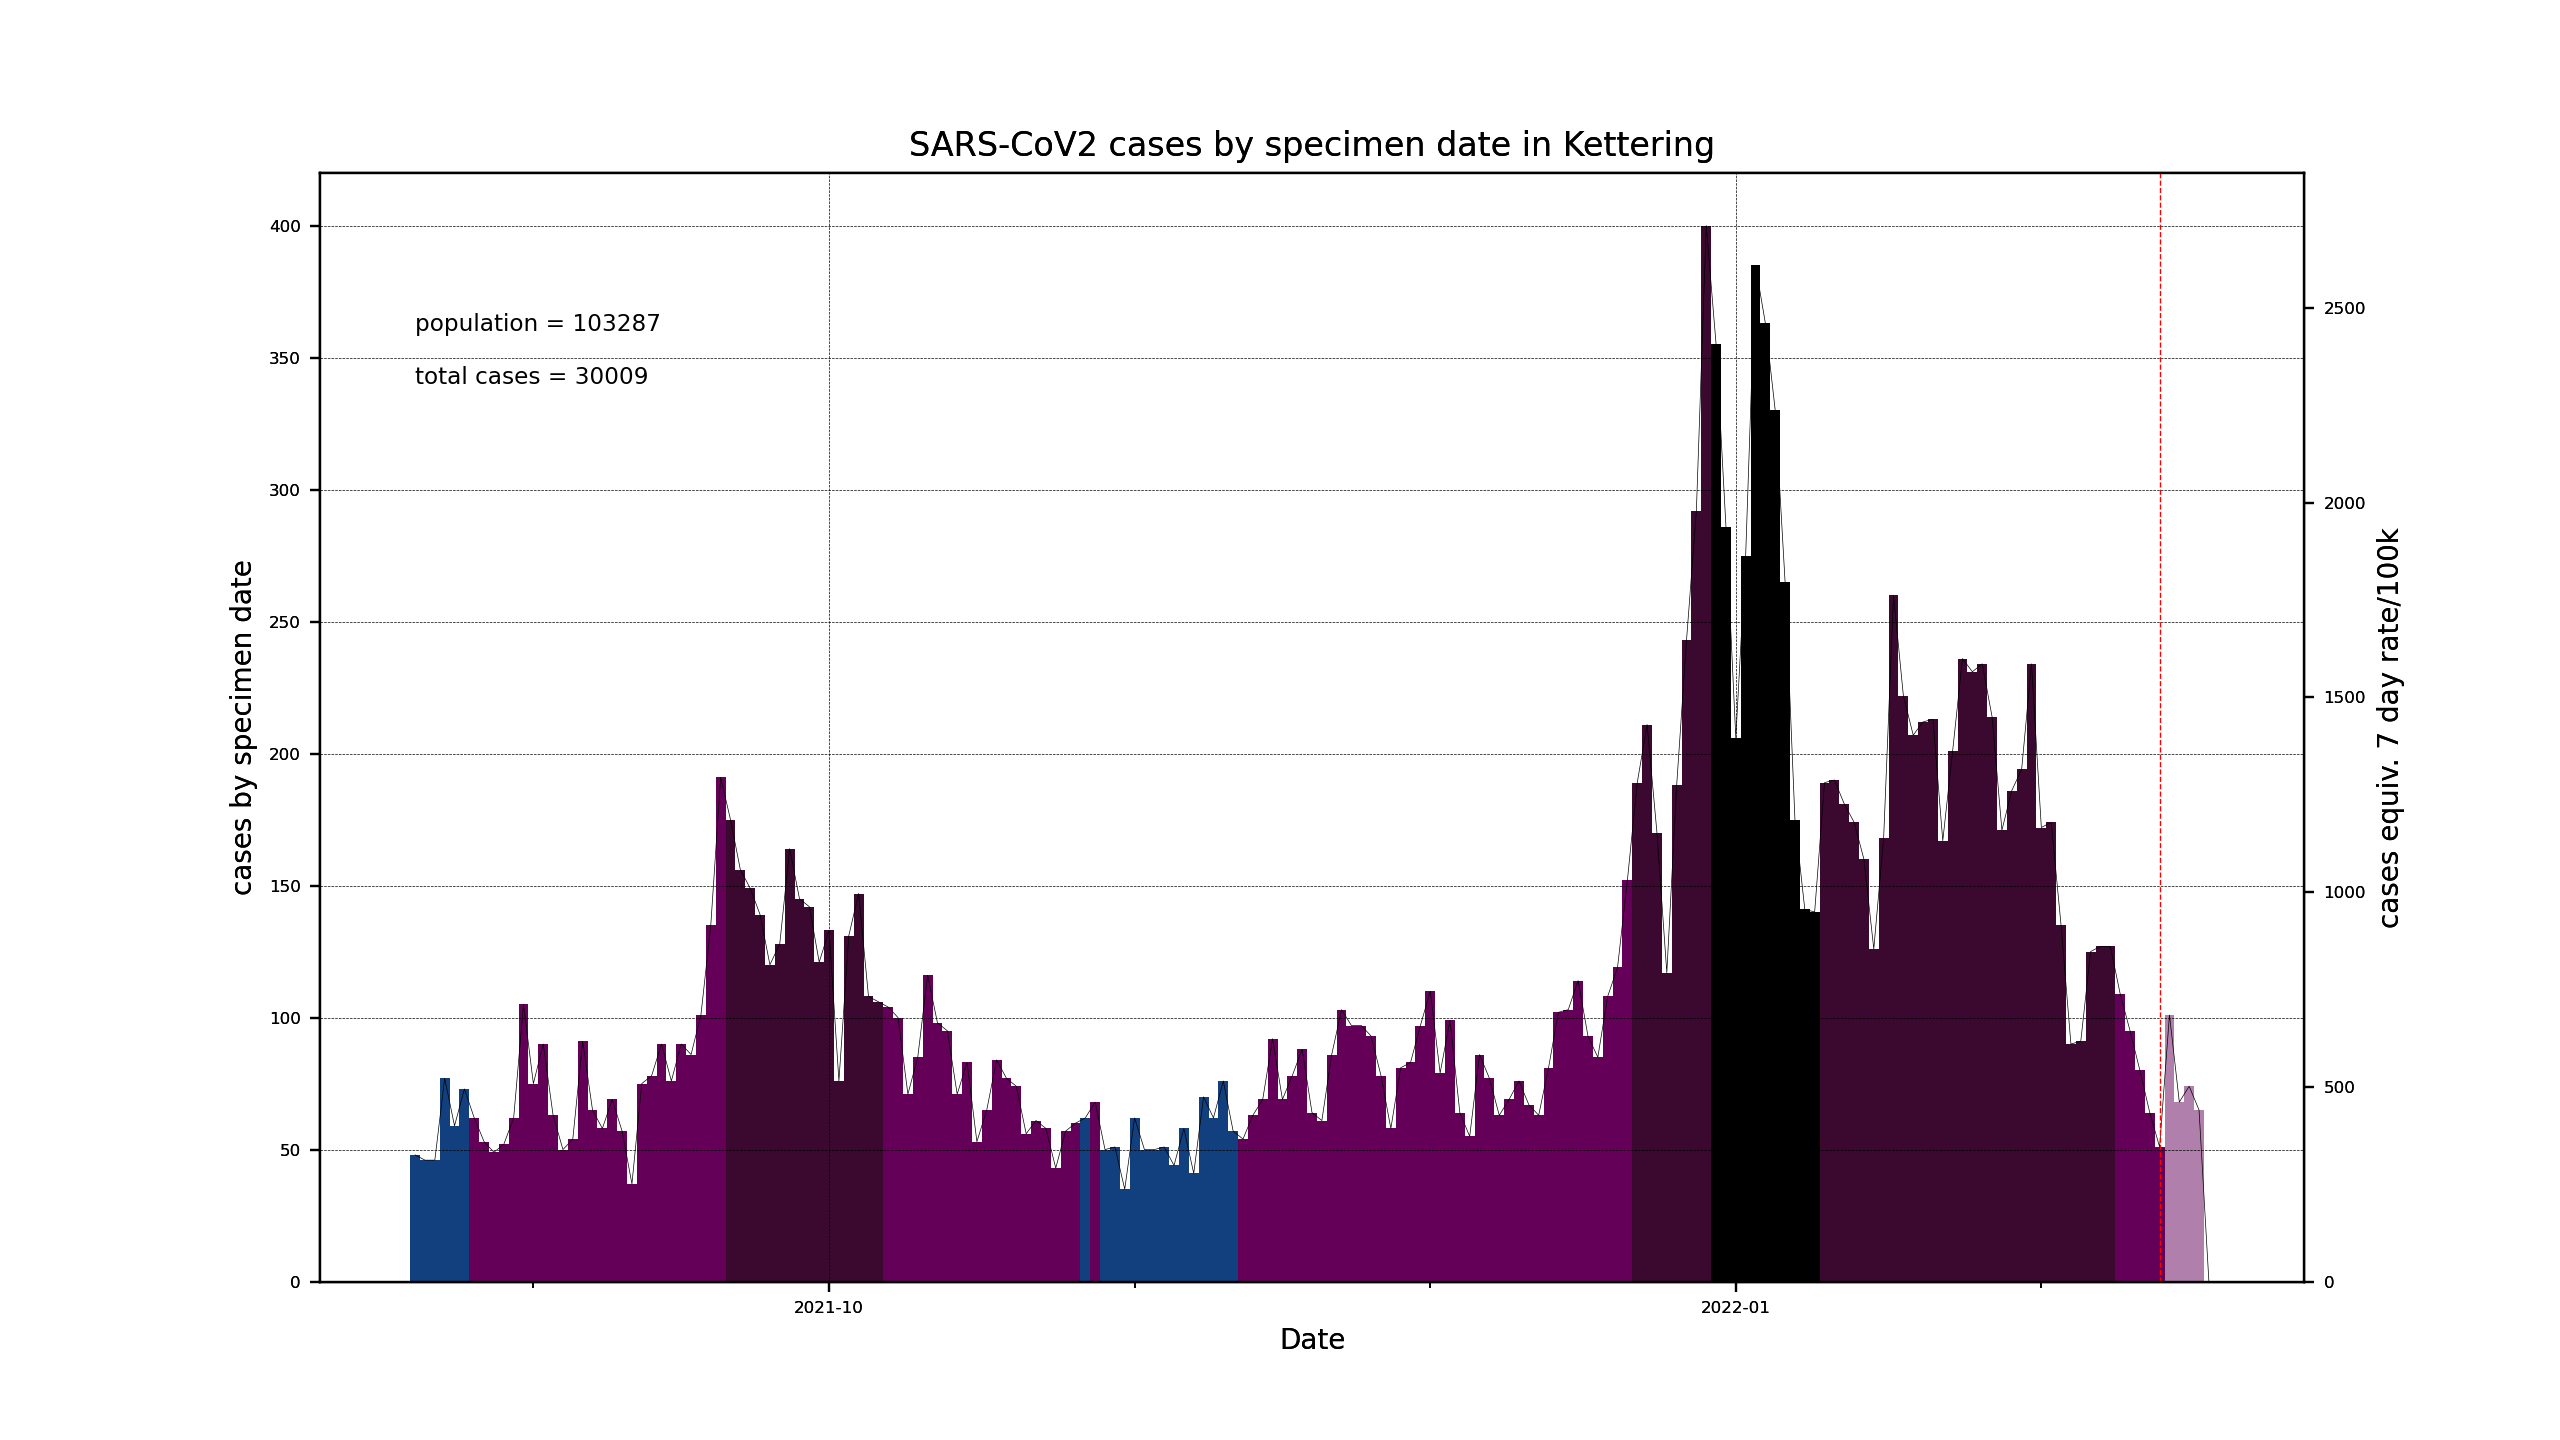 SARS-CoV2 cases by specimen date in Kettering
population = 103287
total cases = 30009
cases by specimen date
400
350
300
250
200
150
100
50
0
cases equiv. 7 day rate/100k
2500
2000
1500
1000
500
0
2021-10
2022-01
Date